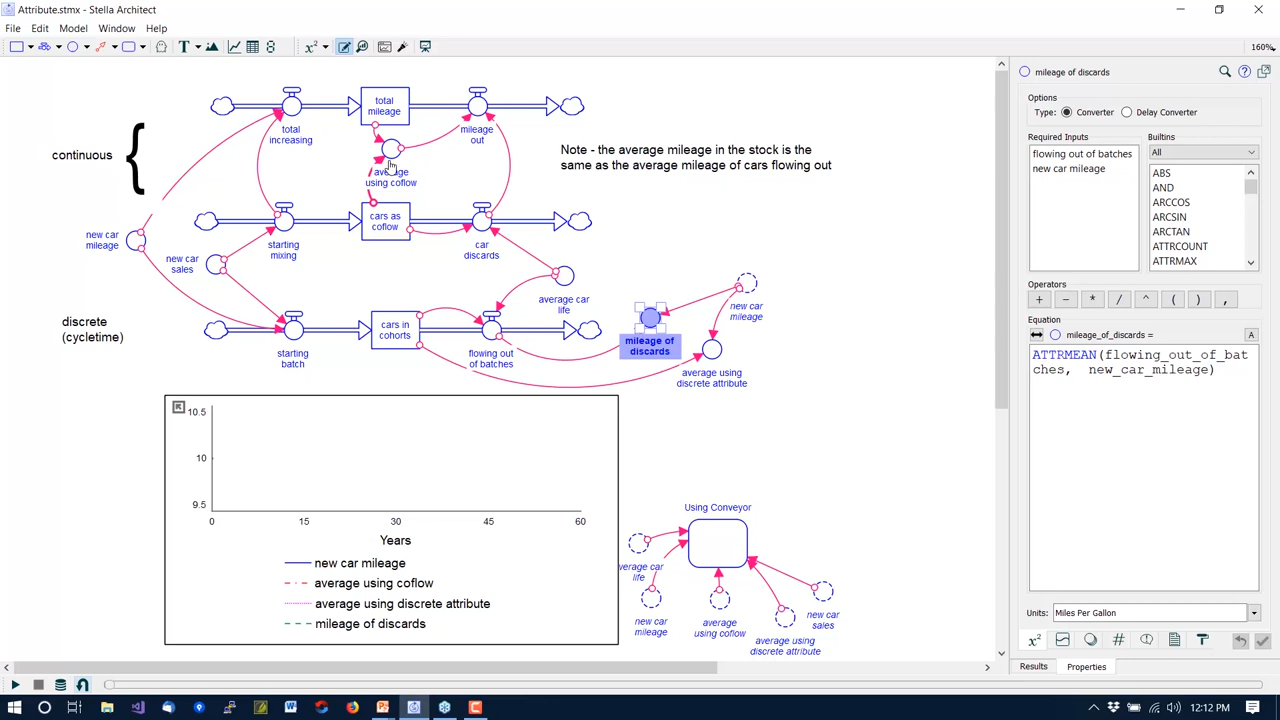 Attribute.stmx - Stella Architect
File Edit Model Window Help
T x² 160%
total
mileage
total
increasing
mileage
out
average
using coflow
continuous {
Note - the average mileage in the stock is the
same as the average mileage of cars flowing out
cars as
coflow
new car
mileage
new car
sales
starting
mixing
car
discards
average car
life
new car
mileage
discrete
(cycletime)
cars in
cohorts
starting
batch
flowing out
of batches
mileage of
discards
average using
discrete attribute
10.5
10
9.5
0 15 30 45 60
Years
new car mileage
average using coflow
average using discrete attribute
mileage of discards
Using Conveyor
average car
life
new car
mileage
average
using coflow
average using
discrete attribute
new car
sales
mileage of discards
Options
Type: Converter Delay Converter
Required Inputs Builtins
flowing out of batches
new car mileage
All
ABS
AND
ARCCOS
ARCSIN
ARCTAN
ATTRCOUNT
ATTRMAX
Operators
+ - * / ^ ( ) ,
Equation
mileage_of_discards = A
ATTRMEAN(flowing_out_of_bat
ches, new_car_mileage)
Units: Miles Per Gallon
x² #
Results Properties
12:12 PM